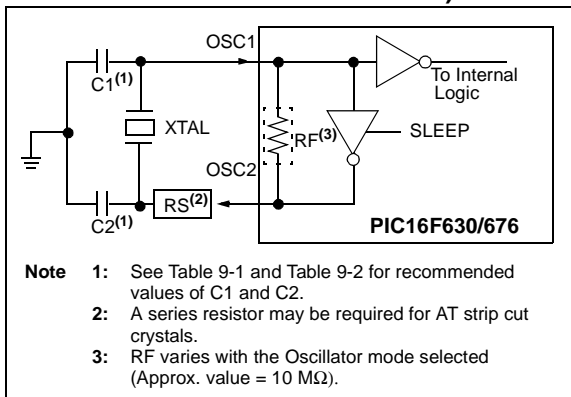 OSC1
C1(1)
To Internal
Logic
XTAL
RF(3)
SLEEP
OSC2
RS(2)
C2(1)
PIC16F630/676
Note 1: See Table 9-1 and Table 9-2 for recommended
values of C1 and C2.
2: A series resistor may be required for AT strip cut
crystals.
3: RF varies with the Oscillator mode selected
(Approx. value = 10 MΩ).